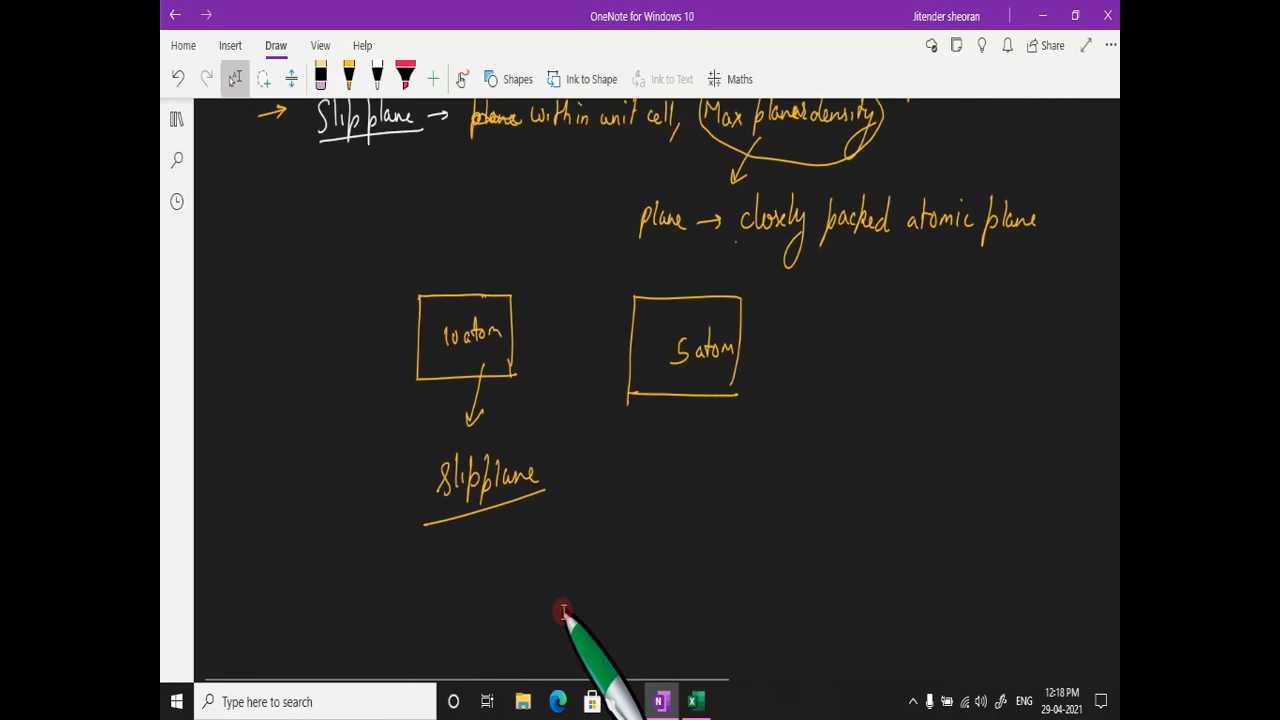 OneNote for Windows 10
Jitender sheoran
Home Insert Draw View Help
Share
Shapes Ink to Shape Ink to Text Maths
→ Slip plane → plane within unit cell, Max planar density
plane → closely packed atomic plane
10 atom
5 atom
Slip plane
Type here to search
ENG
12:18 PM
29-04-2021